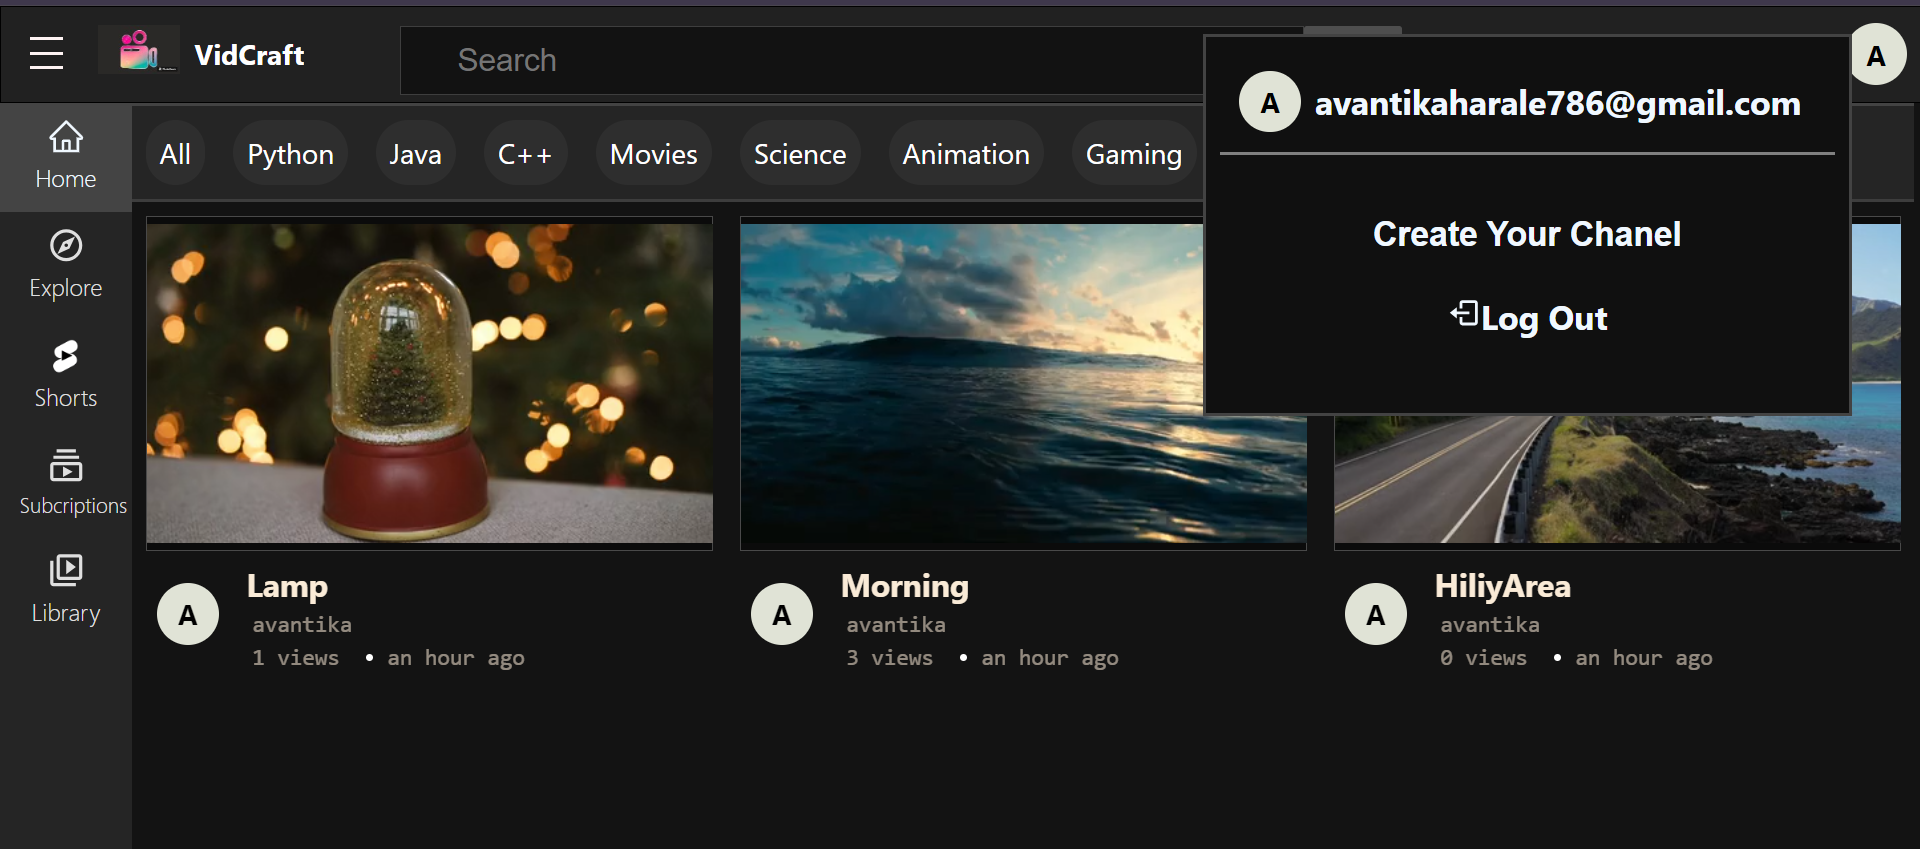 VidCraft
Search
A
A avantikaharale786@gmail.com
Create Your Chanel
Log Out
Home
Explore
Shorts
Subcriptions
Library
All Python Java C++ Movies Science Animation Gaming
A
Lamp
avantika
1 views • an hour ago
A
Morning
avantika
3 views • an hour ago
A
HiliyArea
avantika
0 views • an hour ago